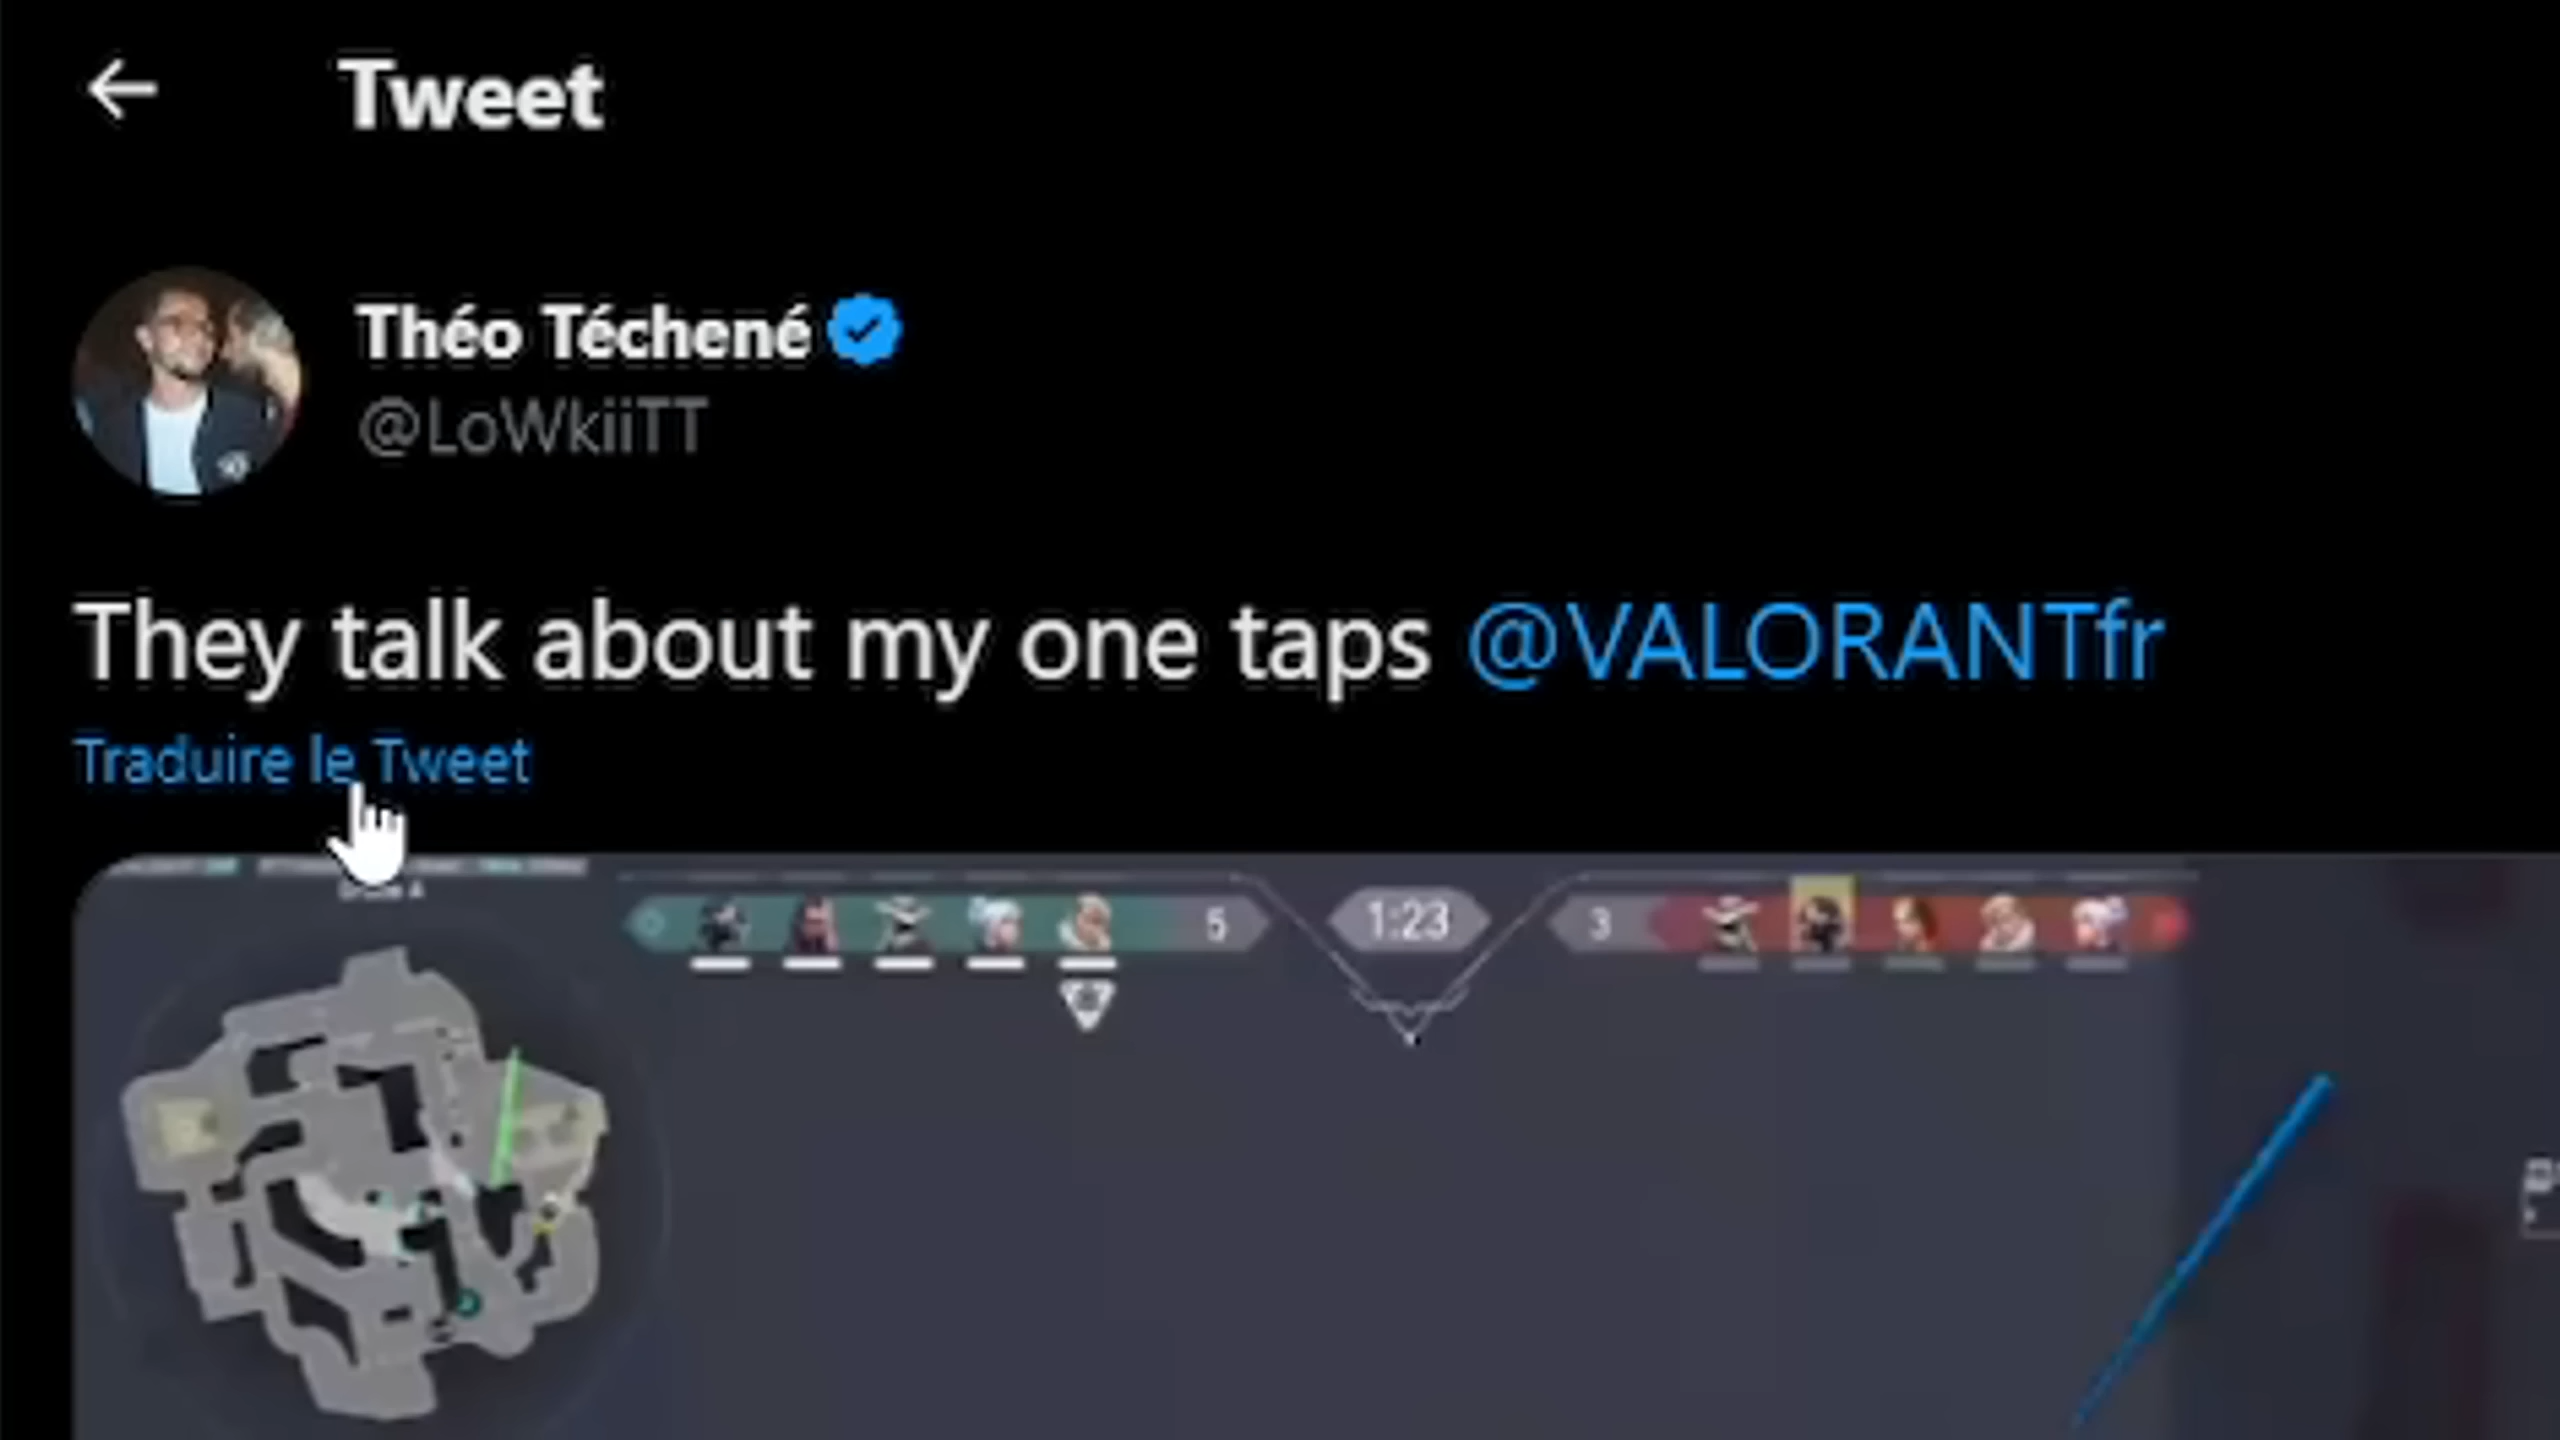 Tweet
Théo Téchené
@LoWkiiTT
They talk about my one taps @VALORANTfr
Traduire le Tweet
5 1:23 3